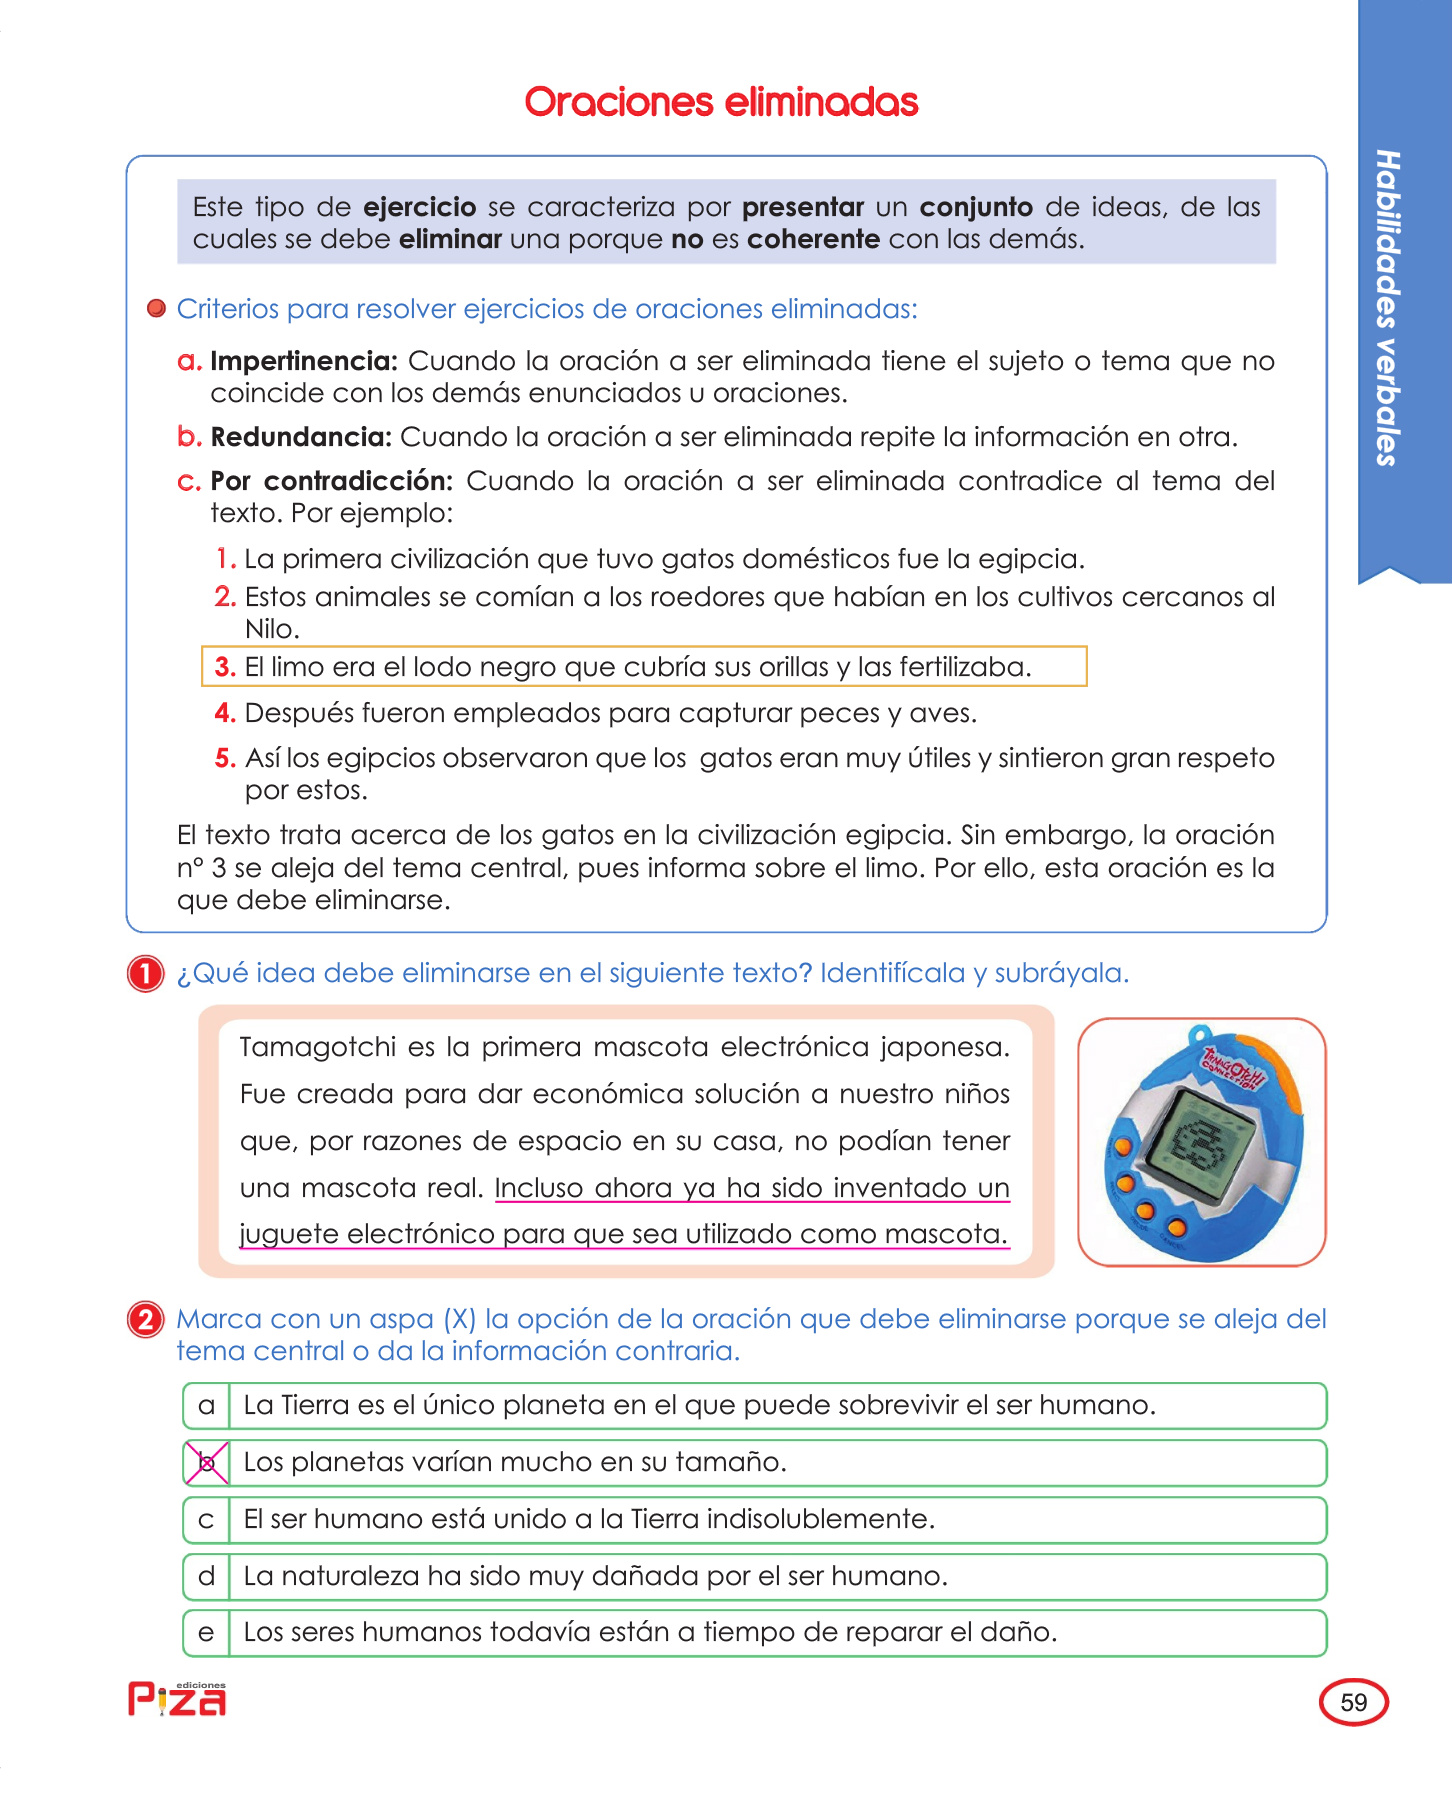 Oraciones eliminadas
Habilidades verbales
Este tipo de ejercicio se caracteriza por presentar un conjunto de ideas, de las
cuales se debe eliminar una porque no es coherente con las demás.
Criterios para resolver ejercicios de oraciones eliminadas:
a. Impertinencia: Cuando la oración a ser eliminada tiene el sujeto o tema que no
coincide con los demás enunciados u oraciones.
b. Redundancia: Cuando la oración a ser eliminada repite la información en otra.
c. Por contradicción: Cuando la oración a ser eliminada contradice al tema del
texto. Por ejemplo:
1. La primera civilización que tuvo gatos domésticos fue la egipcia.
2. Estos animales se comían a los roedores que habían en los cultivos cercanos al
Nilo.
3. El limo era el lodo negro que cubría sus orillas y las fertilizaba.
4. Después fueron empleados para capturar peces y aves.
5. Así los egipcios observaron que los gatos eran muy útiles y sintieron gran respeto
por estos.
El texto trata acerca de los gatos en la civilización egipcia. Sin embargo, la oración
n° 3 se aleja del tema central, pues informa sobre el limo. Por ello, esta oración es la
que debe eliminarse.
1 ¿Qué idea debe eliminarse en el siguiente texto? Identifícala y subráyala.
Tamagotchi es la primera mascota electrónica japonesa.
Fue creada para dar económica solución a nuestro niños
que, por razones de espacio en su casa, no podían tener
una mascota real. Incluso ahora ya ha sido inventado un
juguete electrónico para que sea utilizado como mascota.
TAMAGOTCHI
CONNECTION
2 Marca con un aspa (X) la opción de la oración que debe eliminarse porque se aleja del
tema central o da la información contraria.
a La Tierra es el único planeta en el que puede sobrevivir el ser humano.
b Los planetas varían mucho en su tamaño.
c El ser humano está unido a la Tierra indisolublemente.
d La naturaleza ha sido muy dañada por el ser humano.
e Los seres humanos todavía están a tiempo de reparar el daño.
ediciones
Piza
59